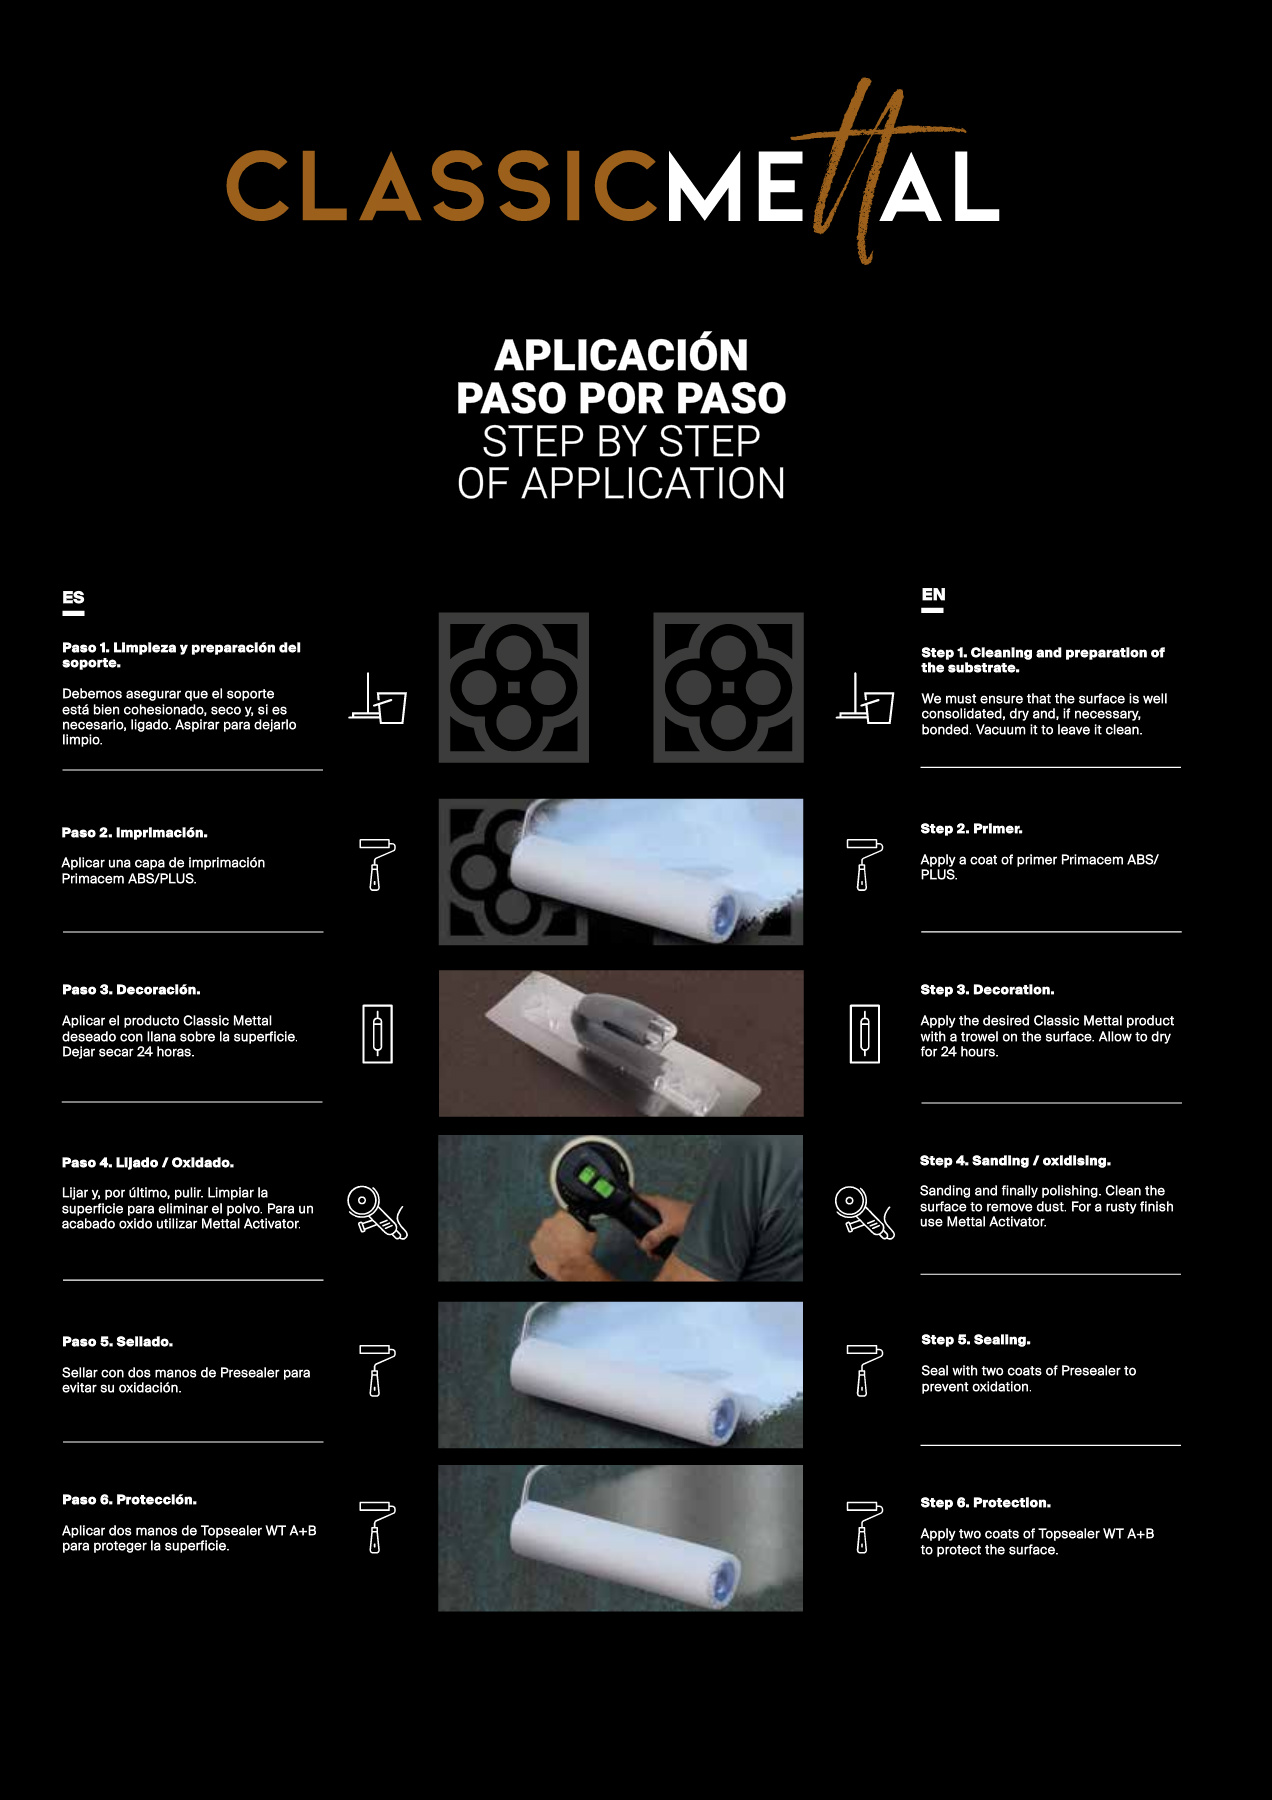 CLASSICMEttAL
APLICACIÓN
PASO POR PASO
STEP BY STEP
OF APPLICATION
ES
Paso 1. Limpieza y preparación del
soporte.
Debemos asegurar que el soporte
está bien cohesionado, seco y, si es
necesario, ligado. Aspirar para dejarlo
limpio.
Paso 2. Imprimación.
Aplicar una capa de imprimación
Primacem ABS/PLUS.
Paso 3. Decoración.
Aplicar el producto Classic Mettal
deseado con llana sobre la superficie.
Dejar secar 24 horas.
Paso 4. Lijado / Oxidado.
Lijar y, por último, pulir. Limpiar la
superficie para eliminar el polvo. Para un
acabado oxido utilizar Mettal Activator.
Paso 5. Sellado.
Sellar con dos manos de Presealer para
evitar su oxidación.
Paso 6. Protección.
Aplicar dos manos de Topsealer WT A+B
para proteger la superficie.
EN
Step 1. Cleaning and preparation of
the substrate.
We must ensure that the surface is well
consolidated, dry and, if necessary,
bonded. Vacuum it to leave it clean.
Step 2. Primer.
Apply a coat of primer Primacem ABS/
PLUS.
Step 3. Decoration.
Apply the desired Classic Mettal product
with a trowel on the surface. Allow to dry
for 24 hours.
Step 4. Sanding / oxidising.
Sanding and finally polishing. Clean the
surface to remove dust. For a rusty finish
use Mettal Activator.
Step 5. Sealing.
Seal with two coats of Presealer to
prevent oxidation.
Step 6. Protection.
Apply two coats of Topsealer WT A+B
to protect the surface.